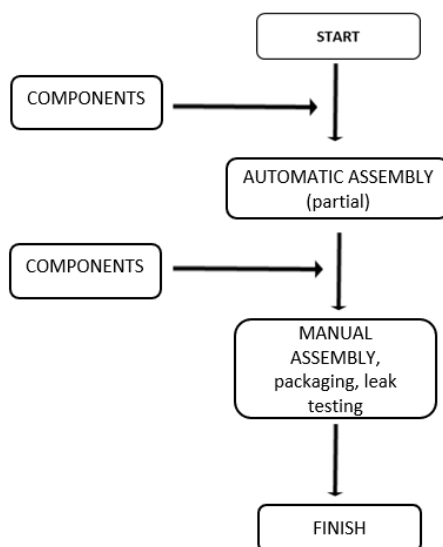 START
COMPONENTS
AUTOMATIC ASSEMBLY
(partial)
COMPONENTS
MANUAL
ASSEMBLY,
packaging, leak
testing
FINISH